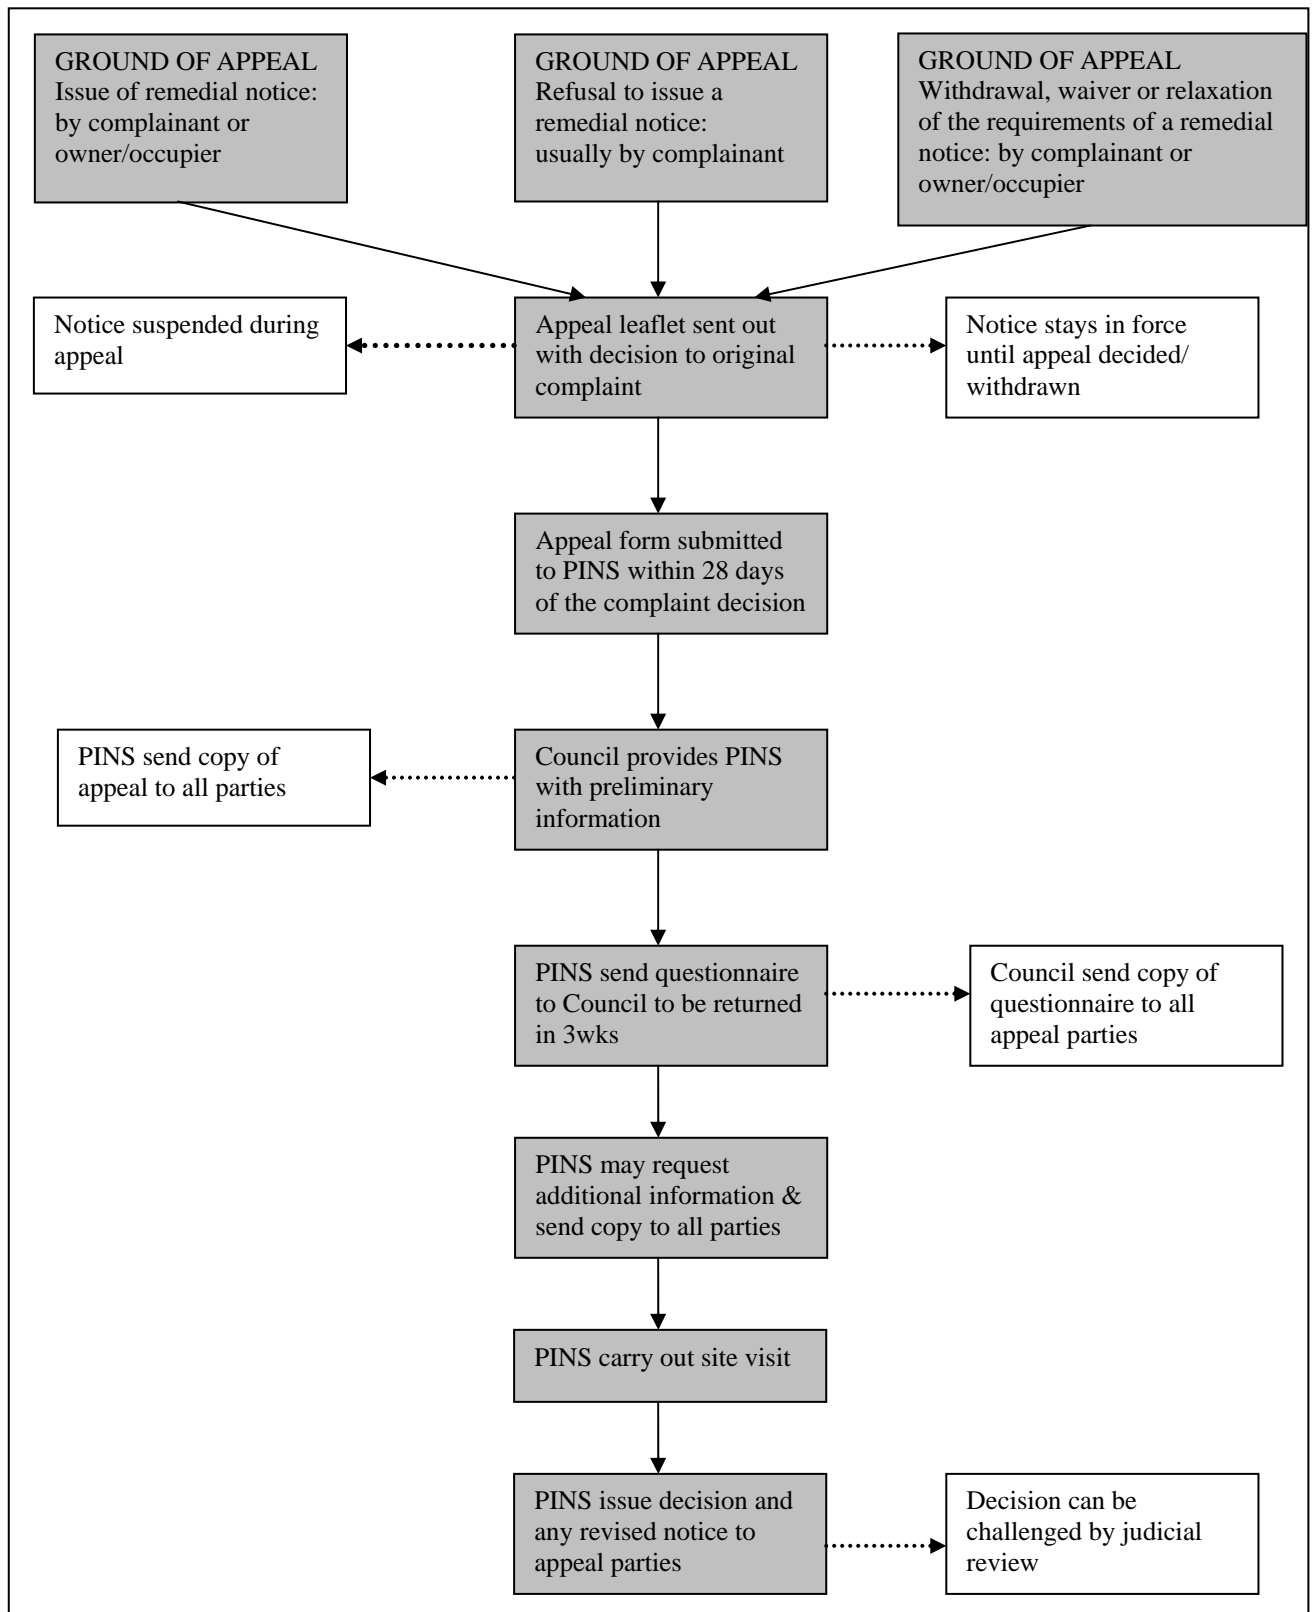 GROUND OF APPEAL
Issue of remedial notice:
by complainant or
owner/occupier
GROUND OF APPEAL
Refusal to issue a
remedial notice:
usually by complainant
GROUND OF APPEAL
Withdrawal, waiver or relaxation
of the requirements of a remedial
notice: by complainant or
owner/occupier
Notice suspended during
appeal
Appeal leaflet sent out
with decision to original
complaint
Notice stays in force
until appeal decided/
withdrawn
Appeal form submitted
to PINS within 28 days
of the complaint decision
PINS send copy of
appeal to all parties
Council provides PINS
with preliminary
information
PINS send questionnaire
to Council to be returned
in 3wks
Council send copy of
questionnaire to all
appeal parties
PINS may request
additional information &
send copy to all parties
PINS carry out site visit
PINS issue decision and
any revised notice to
appeal parties
Decision can be
challenged by judicial
review